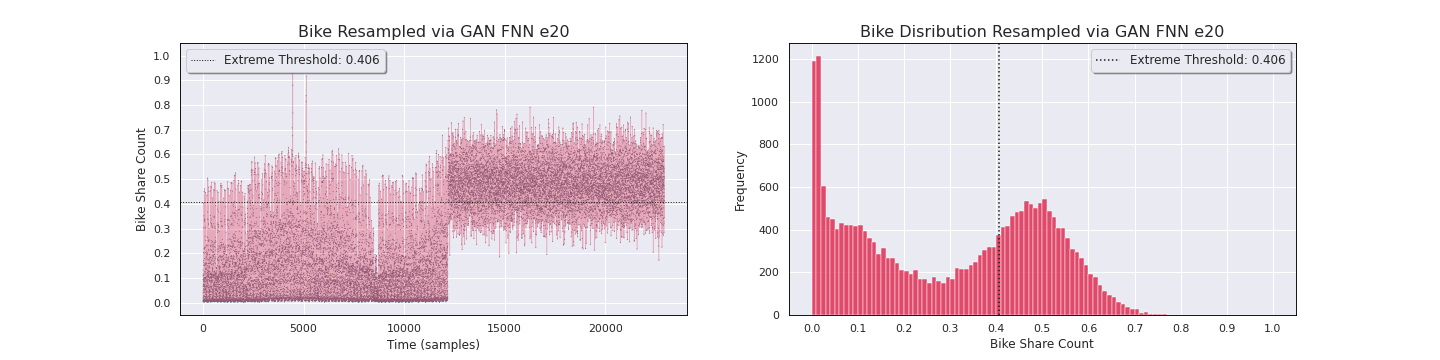 Bike Resampled via GAN FNN e20
Extreme Threshold: 0.406
Bike Share Count
1.0
0.9
0.8
0.7
0.6
0.5
0.4
0.3
0.2
0.1
0.0
0 5000 10000 15000 20000
Time (samples)
Bike Disribution Resampled via GAN FNN e20
Extreme Threshold: 0.406
Frequency
1200
1000
800
600
400
200
0
0.0 0.1 0.2 0.3 0.4 0.5 0.6 0.7 0.8 0.9 1.0
Bike Share Count